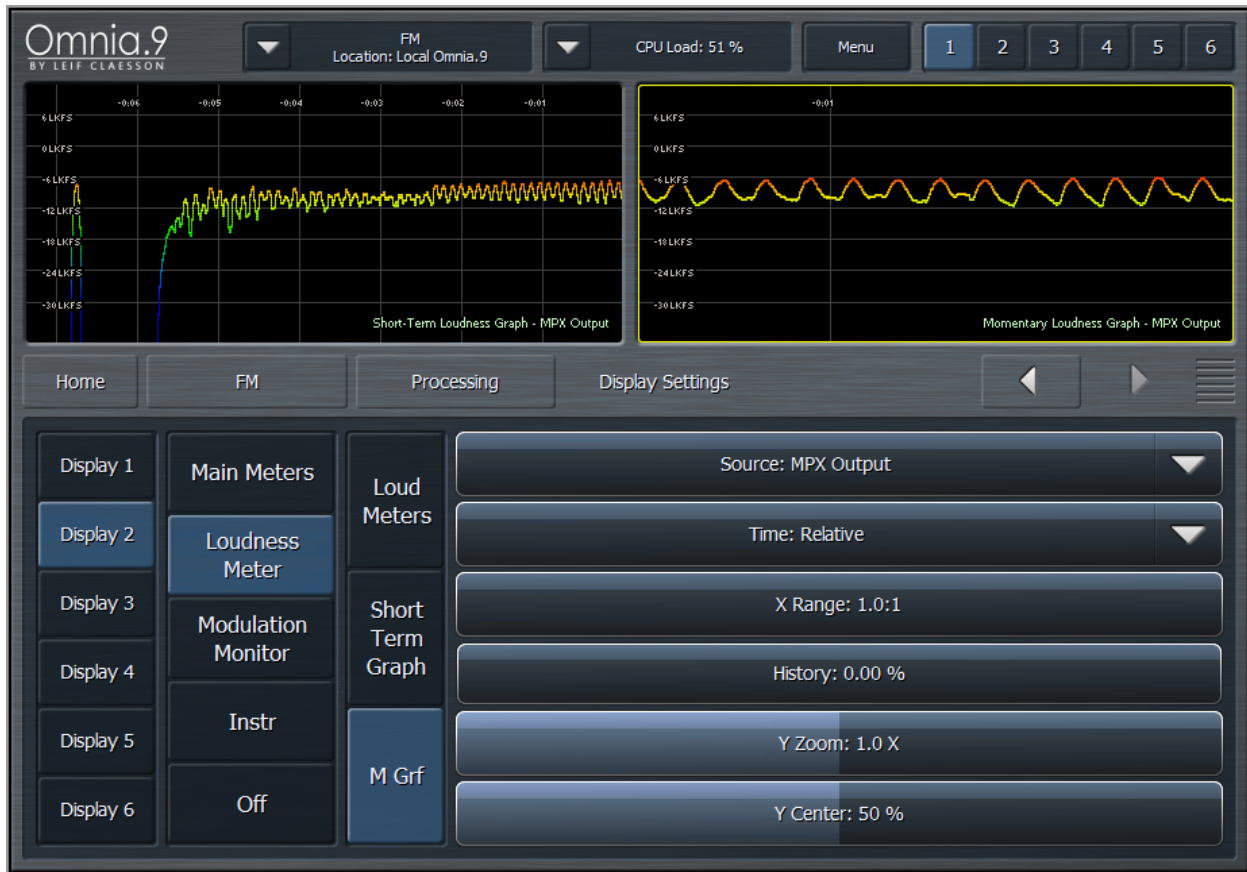 Omnia.9
BY LEIF CLAESSON
FM
Location: Local Omnia.9
CPU Load: 51 %
Menu
1
2
3
4
5
6
-0:06
-0:05
-0:04
-0:03
-0:02
-0:01
6 LKFS
0 LKFS
-6 LKFS
-12 LKFS
-18 LKFS
-24 LKFS
-30 LKFS
Short-Term Loudness Graph - MPX Output
-0:01
6 LKFS
0 LKFS
-6 LKFS
-12 LKFS
-18 LKFS
-24 LKFS
-30 LKFS
Momentary Loudness Graph - MPX Output
Home
FM
Processing
Display Settings
Display 1
Display 2
Display 3
Display 4
Display 5
Display 6
Main Meters
Loudness
Meter
Modulation
Monitor
Instr
Off
Loud
Meters
Short
Term
Graph
M Grf
Source: MPX Output
Time: Relative
X Range: 1.0:1
History: 0.00 %
Y Zoom: 1.0 X
Y Center: 50 %